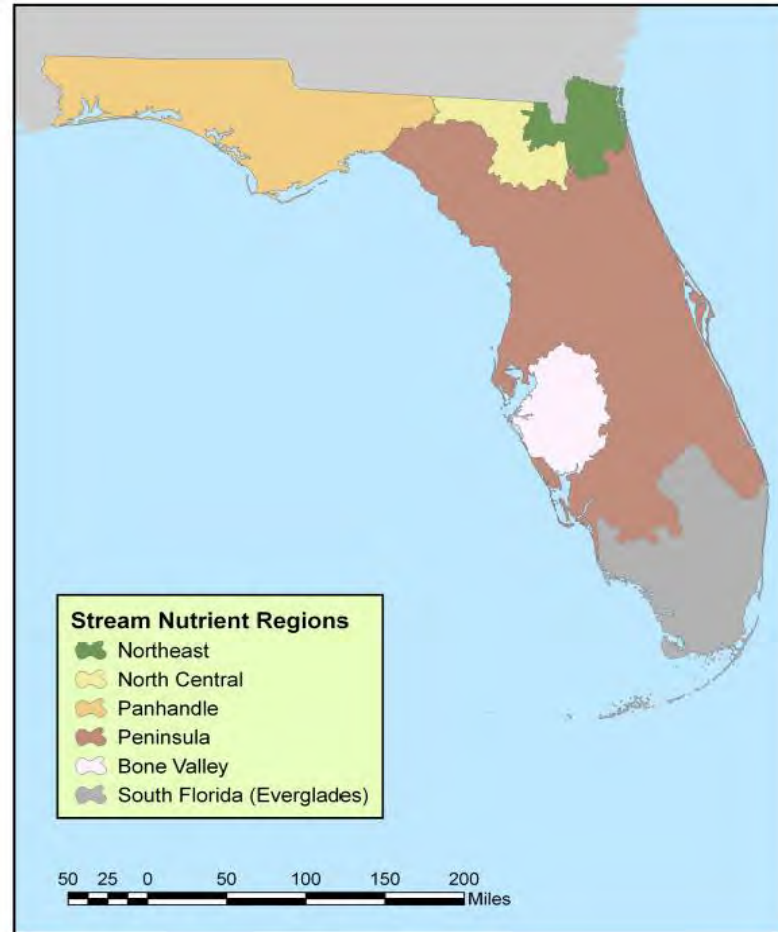 Stream Nutrient Regions
Northeast
North Central
Panhandle
Peninsula
Bone Valley
South Florida (Everglades)
50 25 0 50 100 150 200
Miles